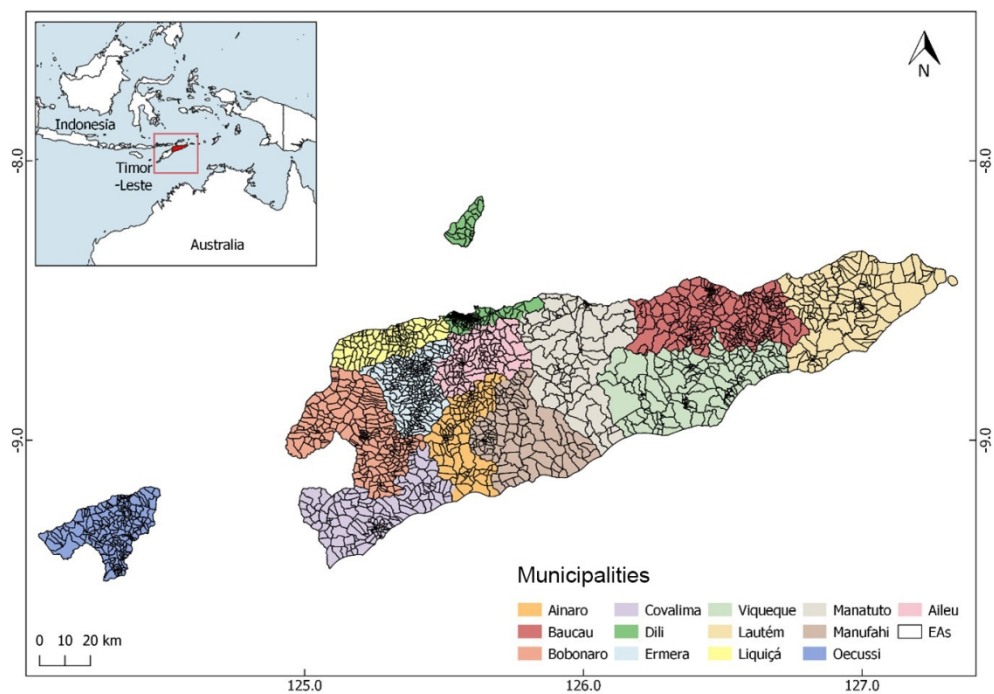 N
Indonesia
Timor
-Leste
Australia
-8.0
-8.0
-9.0
-9.0
Municipalities
Ainaro
Covalima
Viqueque
Manatuto
Aileu
Baucau
Dili
Lautém
Manufahi
EAs
Bobonaro
Ermera
Liquiçá
Oecussi
0 10 20 km
125.0
126.0
127.0